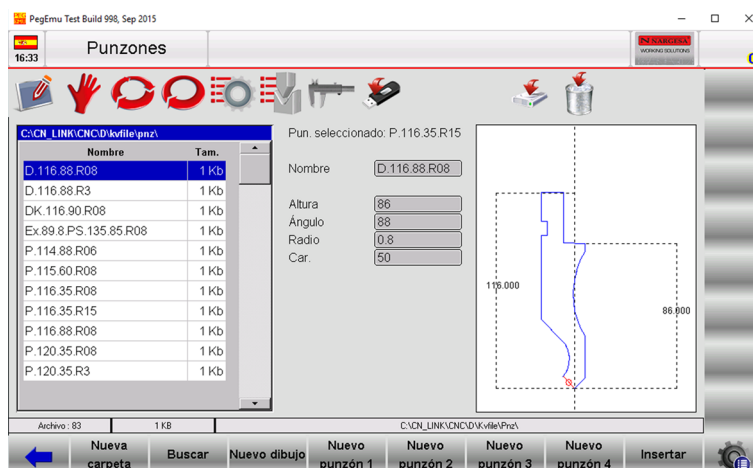 PegEmu Test Build 998, Sep 2015
16:33
Punzones
N NARGESA
WORKING SOLUTIONS
C:\CN_LINK\CNC\D\kvfile\pnz\
Nombre Tam.
D.116.88.R08 1 Kb
D.116.88.R3 1 Kb
DK.116.90.R08 1 Kb
Ex.89.8.PS.135.85.R08 1 Kb
P.114.88.R06 1 Kb
P.115.60.R08 1 Kb
P.116.35.R08 1 Kb
P.116.35.R15 1 Kb
P.116.88.R08 1 Kb
P.120.35.R08 1 Kb
P.120.35.R3 1 Kb
Pun. seleccionado: P.116.35.R15
Nombre D.116.88.R08
Altura 86
Ángulo 88
Radio 0.8
Car. 50
116.000
86.000
Archivo : 83 1 KB C:\CN_LINK\CNC\D\Kvfile\Pnz\
Nueva carpeta
Buscar
Nuevo dibujo
Nuevo punzón 1
Nuevo punzón 2
Nuevo punzón 3
Nuevo punzón 4
Insertar